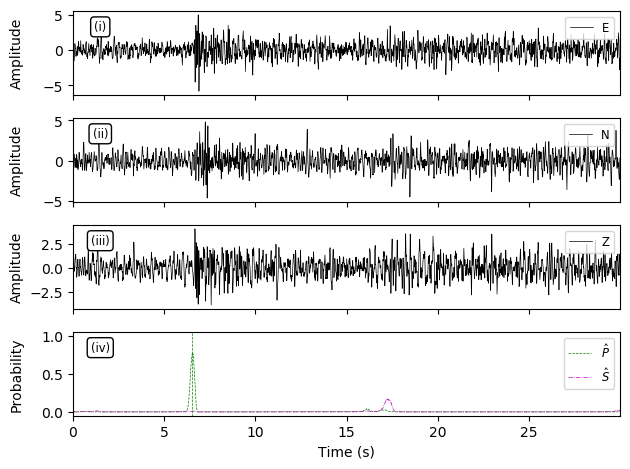 5
0
−5
Amplitude
(i)
E
5
0
−5
Amplitude
(ii)
N
2.5
0.0
−2.5
Amplitude
(iii)
Z
1.0
0.5
0.0
Probability
(iv)
P̂
Ŝ
0 5 10 15 20 25
Time (s)